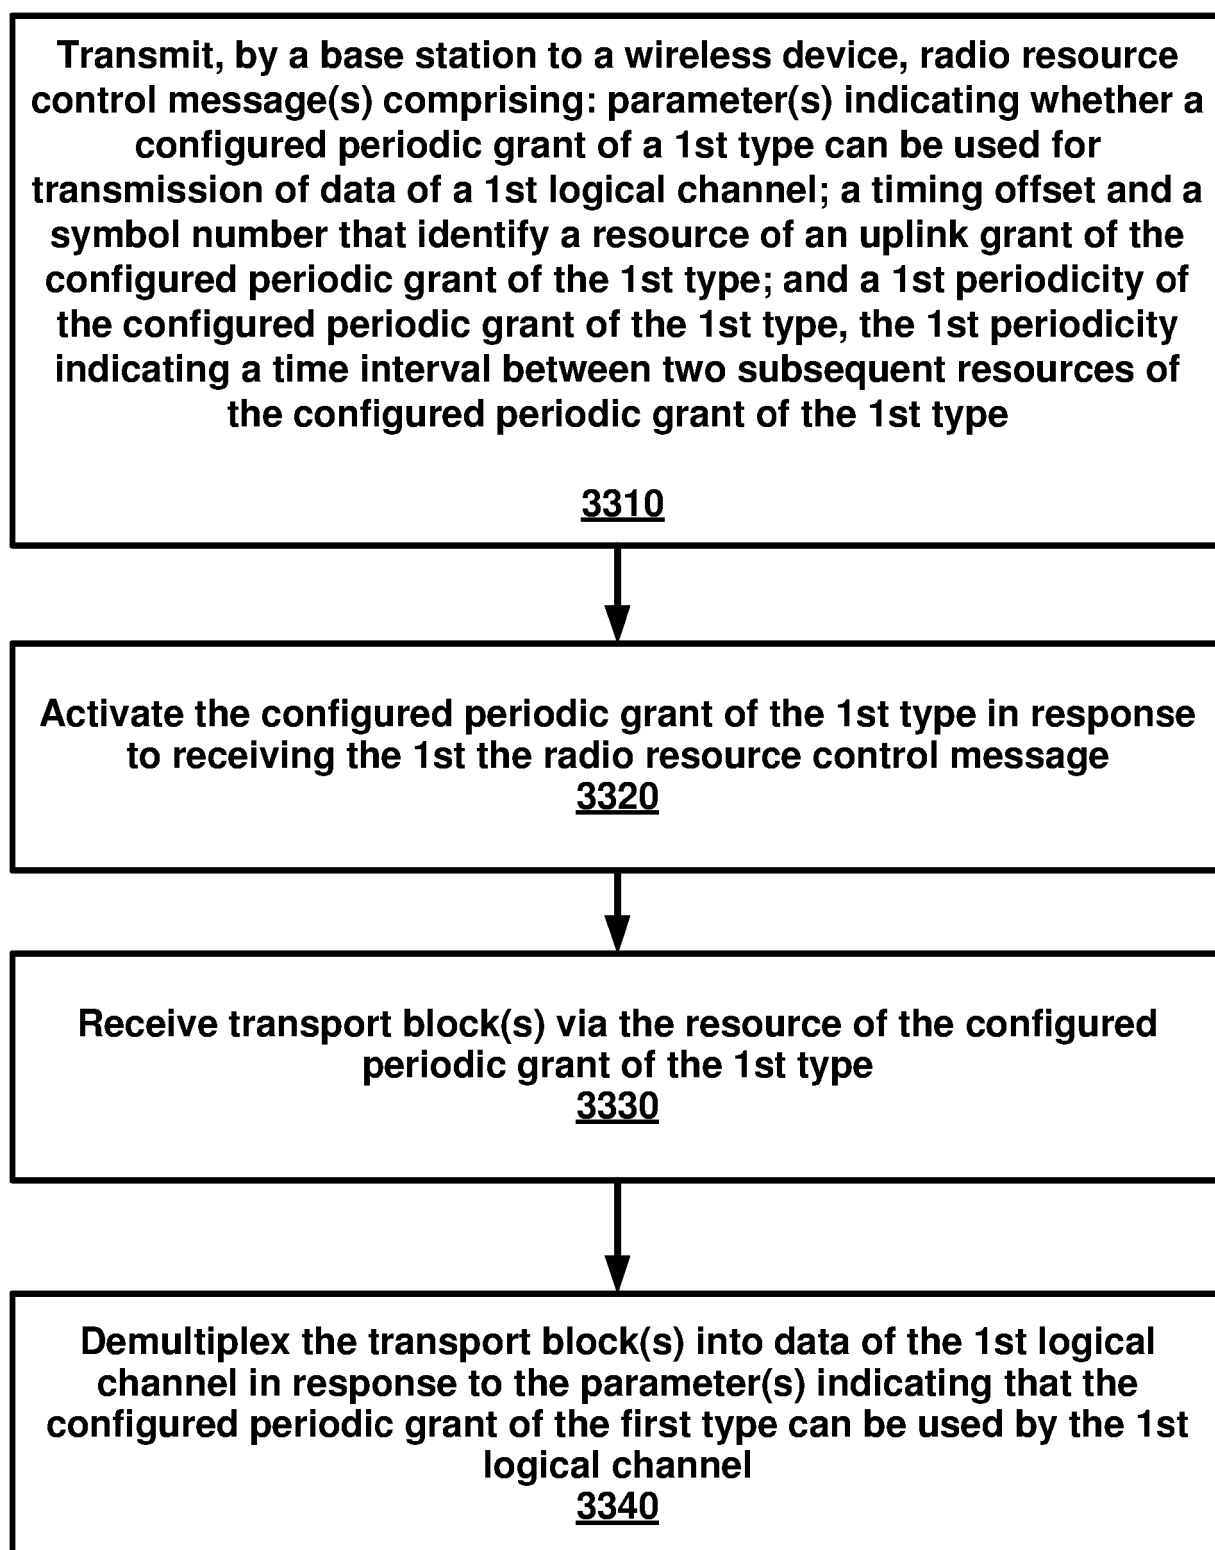 Transmit, by a base station to a wireless device, radio resource
control message(s) comprising: parameter(s) indicating whether a
configured periodic grant of a 1st type can be used for
transmission of data of a 1st logical channel; a timing offset and a
symbol number that identify a resource of an uplink grant of the
configured periodic grant of the 1st type; and a 1st periodicity of
the configured periodic grant of the 1st type, the 1st periodicity
indicating a time interval between two subsequent resources of
the configured periodic grant of the 1st type
3310
Activate the configured periodic grant of the 1st type in response
to receiving the 1st the radio resource control message
3320
Receive transport block(s) via the resource of the configured
periodic grant of the 1st type
3330
Demultiplex the transport block(s) into data of the 1st logical
channel in response to the parameter(s) indicating that the
configured periodic grant of the first type can be used by the 1st
logical channel
3340